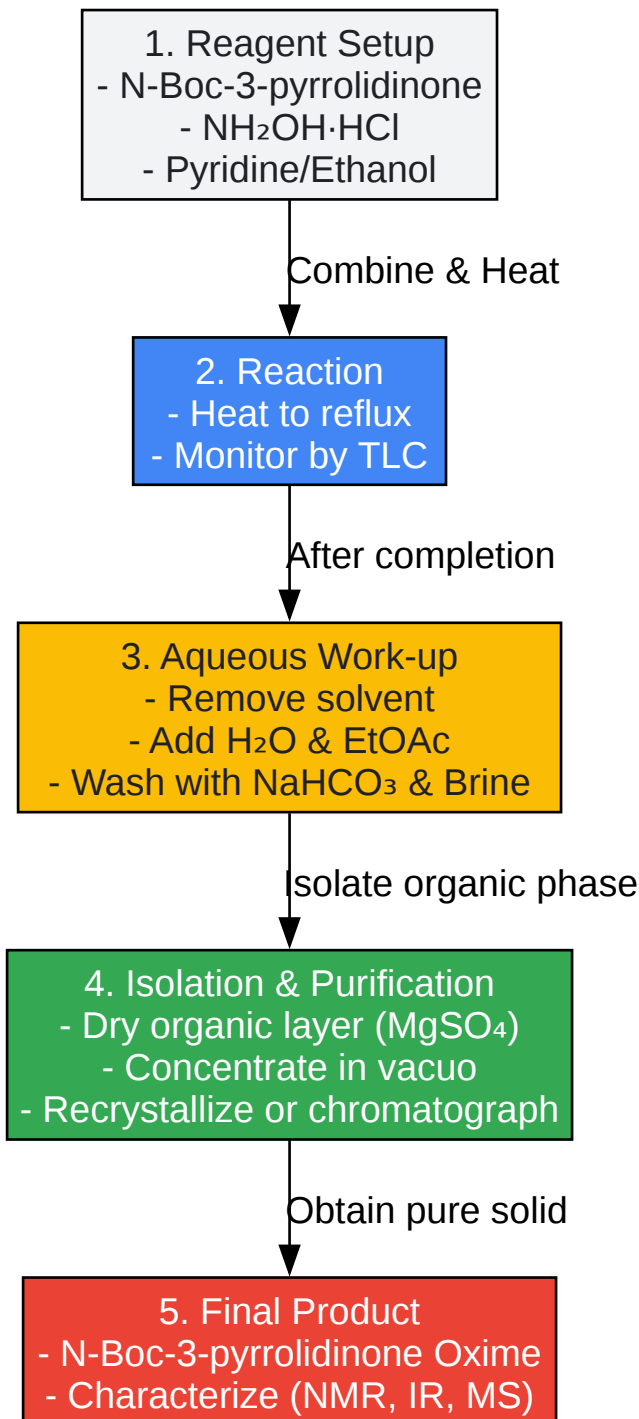 1. Reagent Setup
- N-Boc-3-pyrrolidinone
- NH₂OH·HCl
- Pyridine/Ethanol
Combine & Heat
2. Reaction
- Heat to reflux
- Monitor by TLC
After completion
3. Aqueous Work-up
- Remove solvent
- Add H₂O & EtOAc
- Wash with NaHCO₃ & Brine
Isolate organic phase
4. Isolation & Purification
- Dry organic layer (MgSO₄)
- Concentrate in vacuo
- Recrystallize or chromatograph
Obtain pure solid
5. Final Product
- N-Boc-3-pyrrolidinone Oxime
- Characterize (NMR, IR, MS)